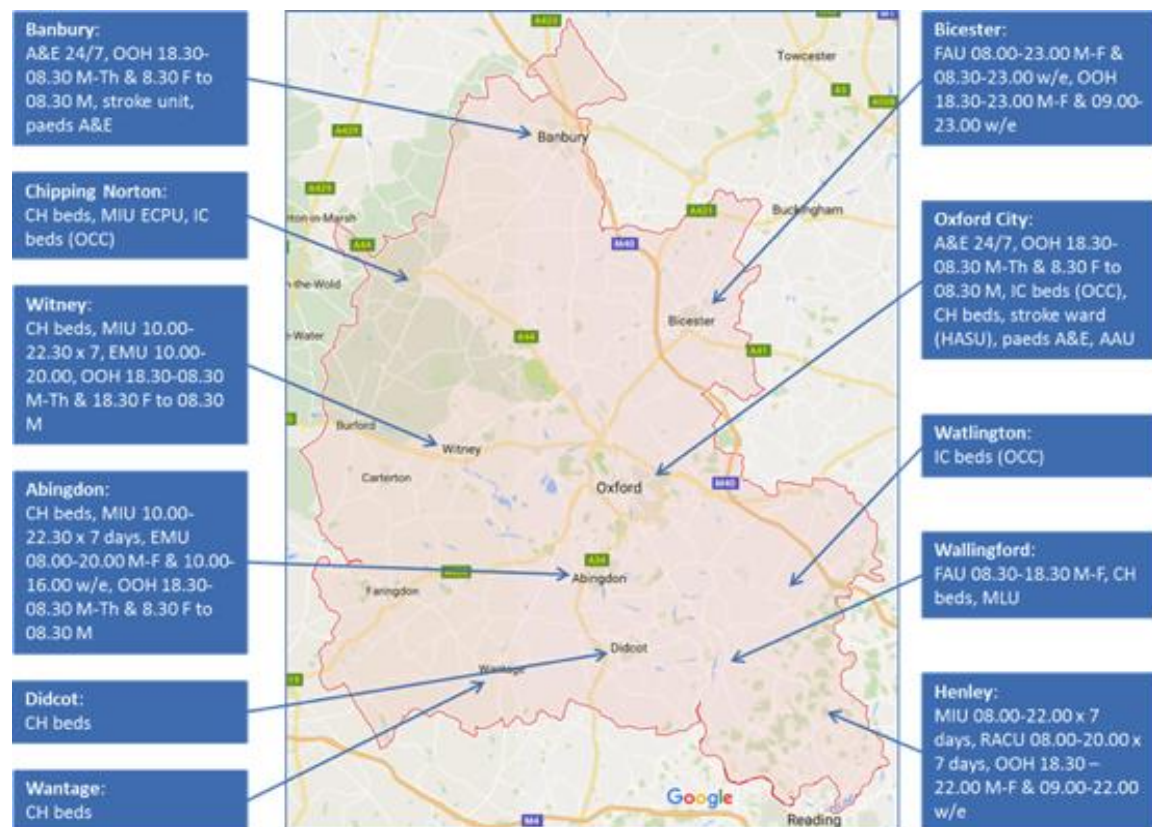 Banbury:
A&E 24/7, OOH 18.30-
08.30 M-Th & 8.30 F to
08.30 M, stroke unit,
paeds A&E
Chipping Norton:
CH beds, MIU ECPU, IC
beds (OCC)
Witney:
CH beds, MIU 10.00-
22.30 x 7, EMU 10.00-
20.00, OOH 18.30-08.30
M-Th & 18.30 F to 08.30
M
Abingdon:
CH beds, MIU 10.00-
22.30 x 7 days, EMU
08.00-20.00 M-F & 10.00-
16.00 w/e, OOH 18.30-
08.30 M-Th & 8.30 F to
08.30 M
Didcot:
CH beds
Wantage:
CH beds
Towcester
Banbury
Buckingham
A421
M40
A44
A44
Bicester
A41
Burford
Witney
Carterton
Oxford
M40
A34
Abingdon
Faringdon
Didcot
Wantage
Google
M4
Reading
Bicester:
FAU 08.00-23.00 M-F &
08.30-23.00 w/e, OOH
18.30-23.00 M-F & 09.00-
23.00 w/e
Oxford City:
A&E 24/7, OOH 18.30-
08.30 M-Th & 8.30 F to
08.30 M, IC beds (OCC),
CH beds, stroke ward
(HASU), paeds A&E, AAU
Watlington:
IC beds (OCC)
Wallingford:
FAU 08.30-18.30 M-F, CH
beds, MLU
Henley:
MIU 08.00-22.00 x 7
days, RACU 08.00-20.00 x
7 days, OOH 18.30 –
22.00 M-F & 09.00-22.00
w/e